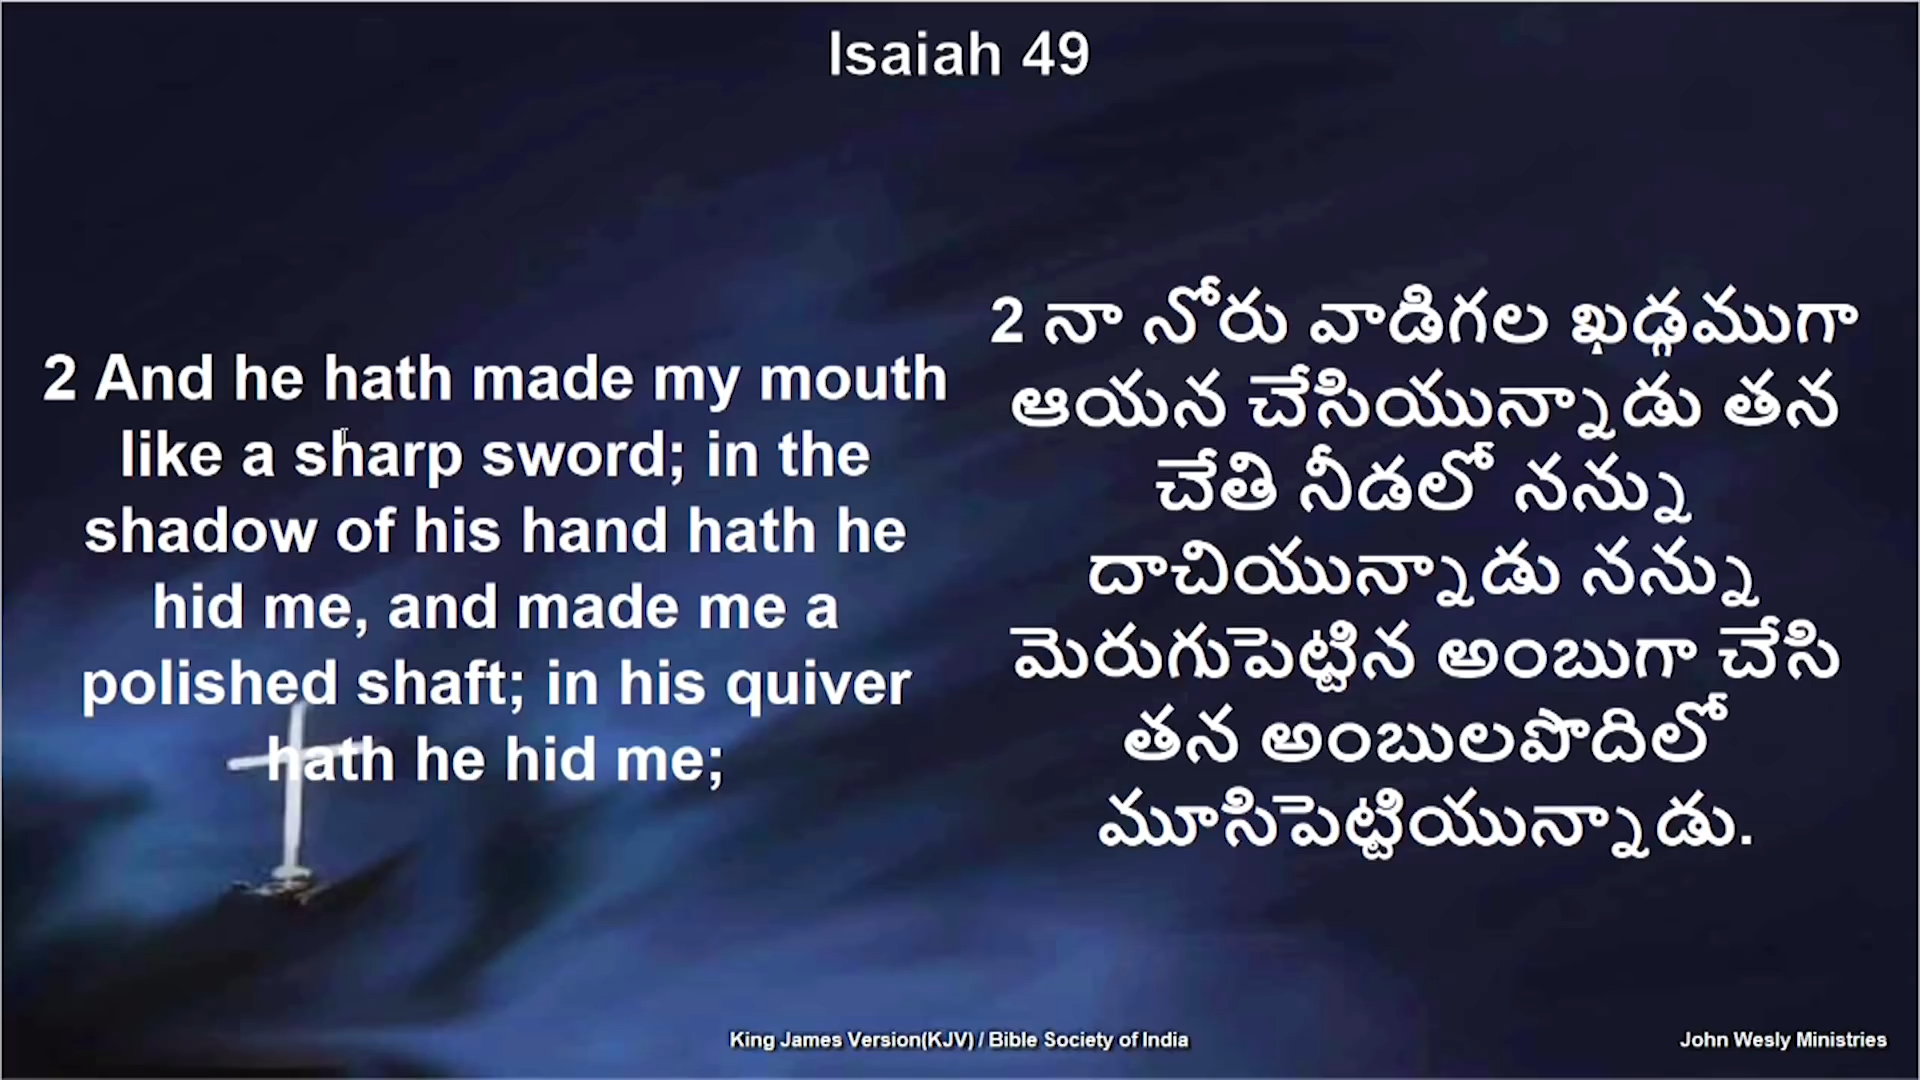 Isaiah 49
2 And he hath made my mouth
like a sharp sword; in the
shadow of his hand hath he
hid me, and made me a
polished shaft; in his quiver
hath he hid me;
2 నా నోరు వాడిగల ఖడ్గముగా
ఆయన చేసియున్నాడు తన
చేతి నీడలో నన్ను
దాచియున్నాడు నన్ను
మెరుగుపెట్టిన అంబుగా చేసి
తన అంబులపొదిలో
మూసిపెట్టియున్నాడు.
King James Version(KJV) / Bible Society of India
John Wesly Ministries